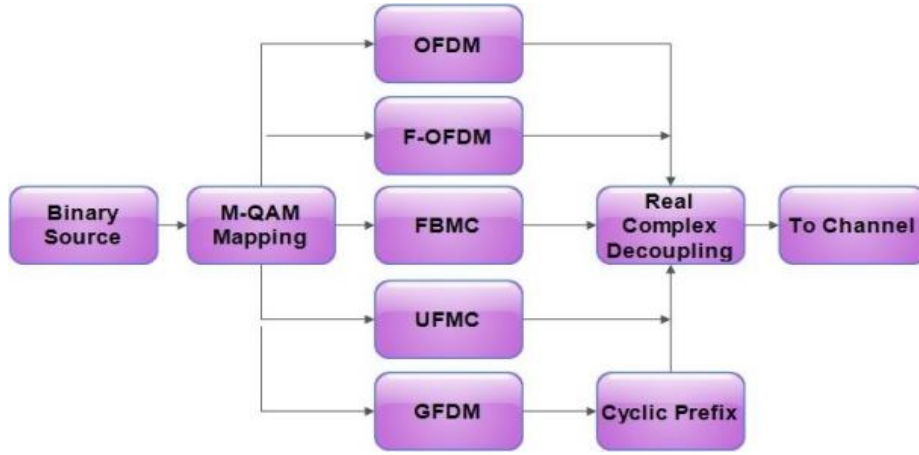 OFDM
F-OFDM
Binary
Source
M-QAM
Mapping
FBMC
Real
Complex
Decoupling
To Channel
UFMC
GFDM
Cyclic Prefix